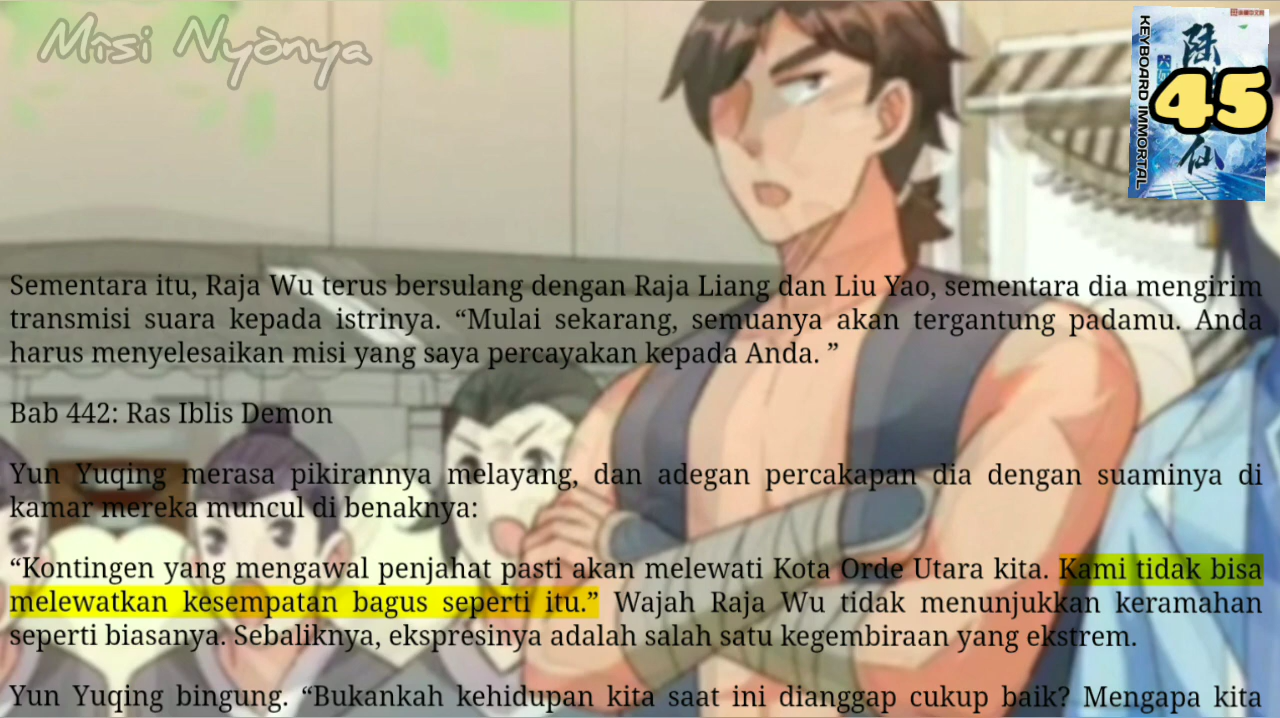 Mîsi Nyònya
KEYBOARD IMMORTAL
45
Sementara itu, Raja Wu terus bersulang dengan Raja Liang dan Liu Yao, sementara dia mengirim
transmisi suara kepada istrinya. “Mulai sekarang, semuanya akan tergantung padamu. Anda
harus menyelesaikan misi yang saya percayakan kepada Anda. ”
Bab 442: Ras Iblis Demon
Yun Yuqing merasa pikirannya melayang, dan adegan percakapan dia dengan suaminya di
kamar mereka muncul di benaknya:
“Kontingen yang mengawal penjahat pasti akan melewati Kota Orde Utara kita. Kami tidak bisa
melewatkan kesempatan bagus seperti itu.” Wajah Raja Wu tidak menunjukkan keramahan
seperti biasanya. Sebaliknya, ekspresinya adalah salah satu kegembiraan yang ekstrem.
Yun Yuqing bingung. “Bukankah kehidupan kita saat ini dianggap cukup baik? Mengapa kita